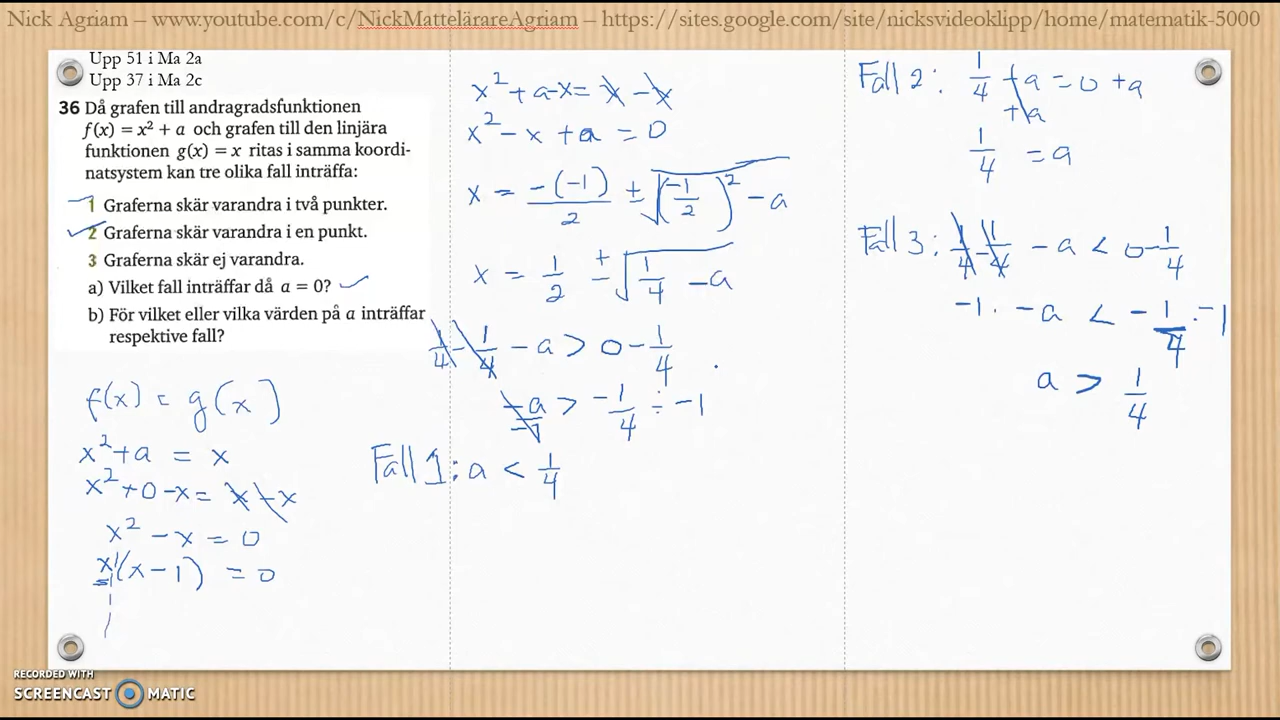 Nick Agriam – www.youtube.com/c/NickMattelärareAgriam – https://sites.google.com/site/nicksvideoklipp/home/matematik-5000
Upp 51 i Ma 2a
Upp 37 i Ma 2c
36 Då grafen till andragradsfunktionen
f(x) = x² + a och grafen till den linjära
funktionen g(x) = x ritas i samma koordi-
natsystem kan tre olika fall inträffa:
1 Graferna skär varandra i två punkter.
2 Graferna skär varandra i en punkt.
3 Graferna skär ej varandra.
a) Vilket fall inträffar då a = 0?
b) För vilket eller vilka värden på a inträffar
respektive fall?
f(x) = g(x)
x² + a = x
x² + 0 - x = x - x
x² - x = 0
x(x - 1) = 0
x² + a - x = x - x
x² - x + a = 0
x = -(-1)/2 ± √((-1/2)² - a)
x = 1/2 ± √(1/4 - a)
1/4 - 1/4 - a > 0 - 1/4
-a/-1 > -1/4 ÷ -1
Fall 1: a < 1/4
Fall 2: 1/4 - a = 0 + a
+a
1/4 = a
Fall 3: 1/4 - 1/4 - a < 0 - 1/4
-1 · -a < -1/4 · -1
a > 1/4
RECORDED WITH
SCREENCAST MATIC